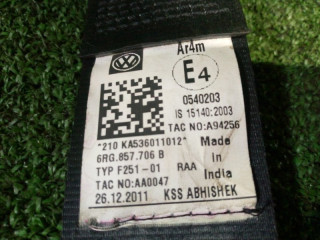 Ar4m
E4
0540203
IS 15140:2003
TAC NO:A94256
*210 KA536011012*
6RG.857.706 B
Made
TYP F251-01
RAA
In
TAC NO:AA0047
India
26.12.2011
KSS ABHISHEK